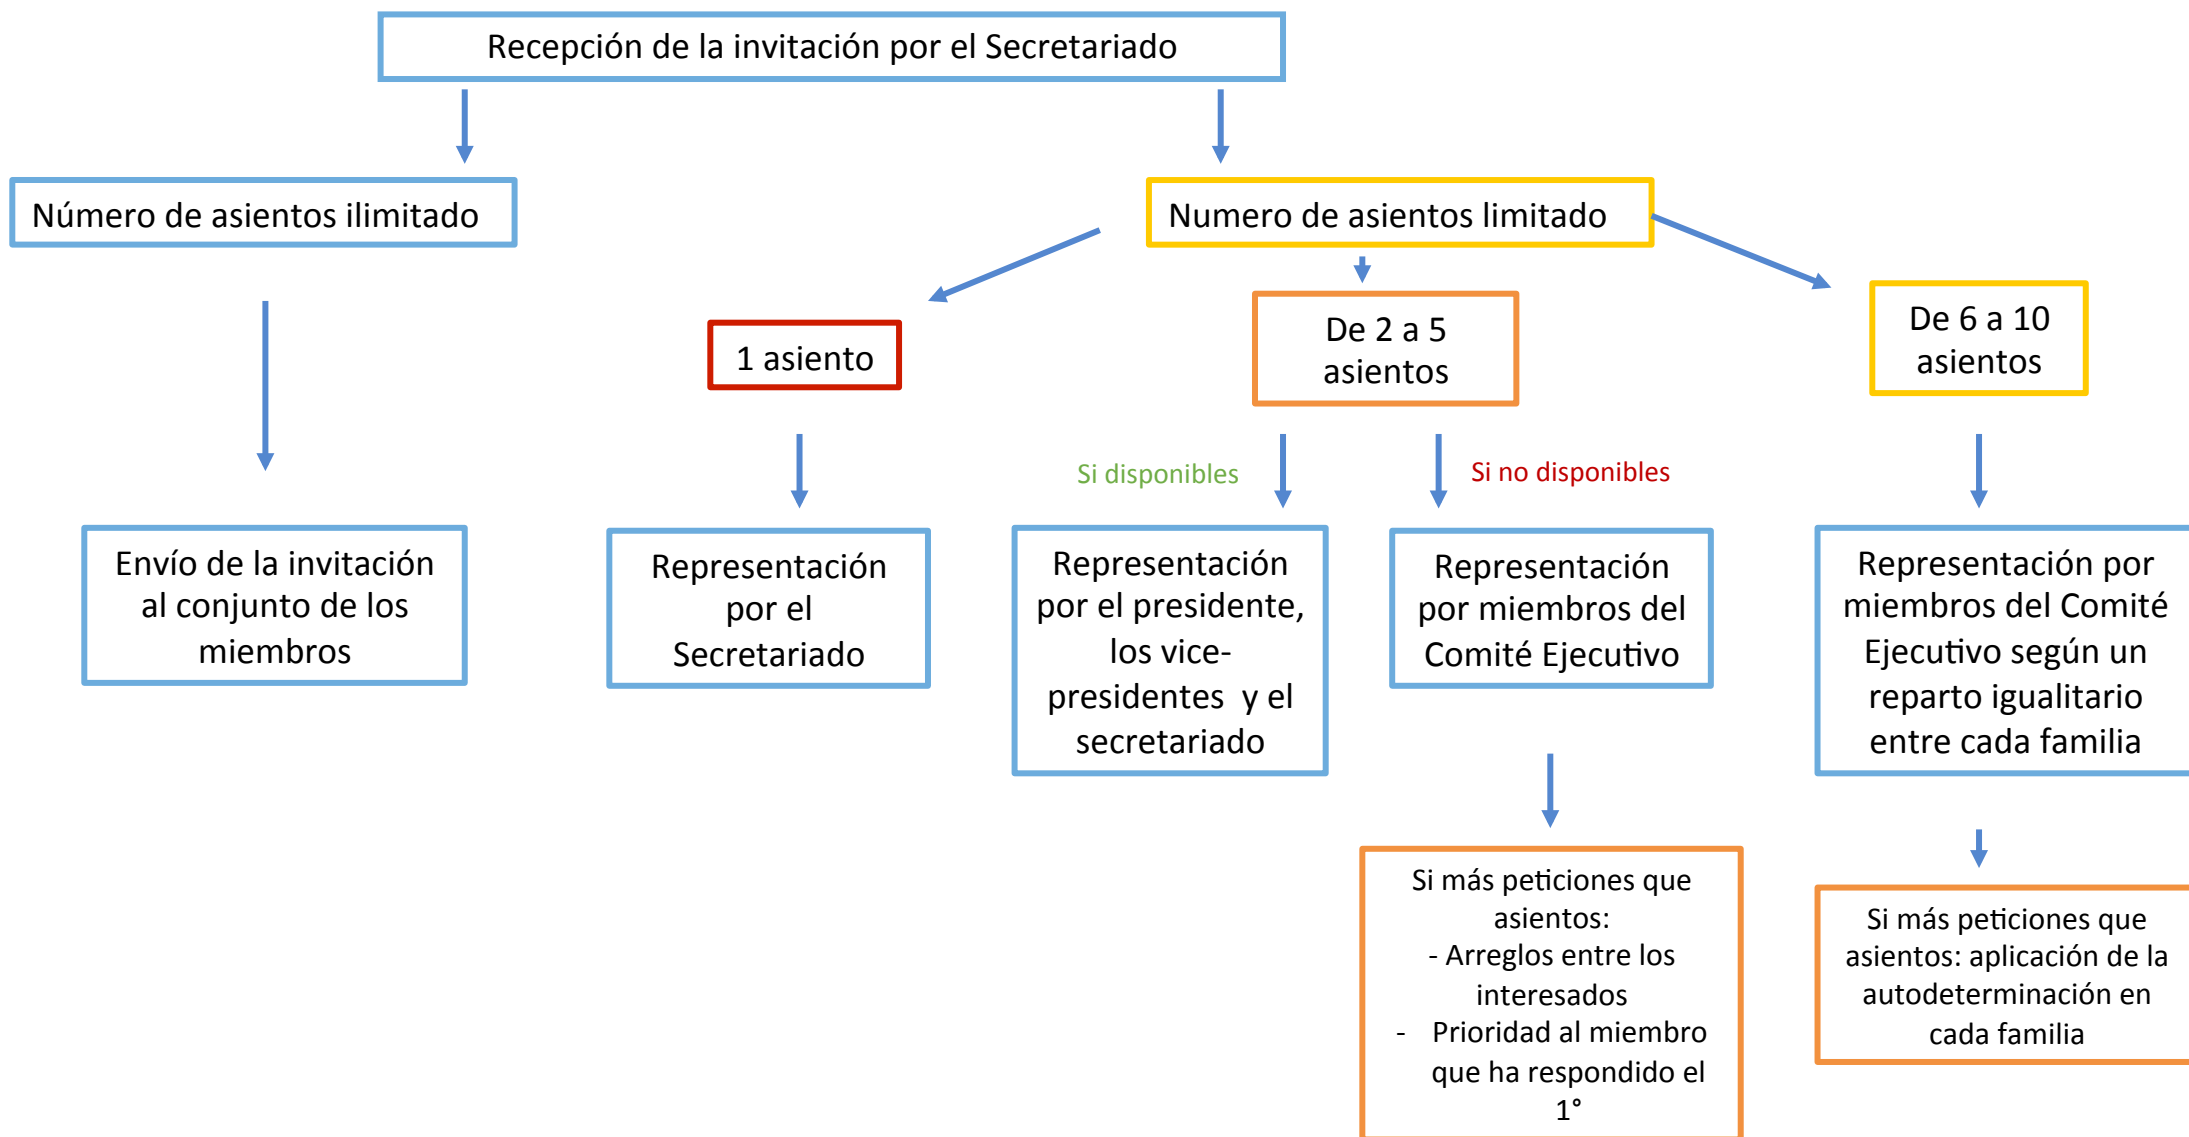 Recepción de la invitación por el Secretariado
Número de asientos ilimitado
Numero de asientos limitado
1 asiento
De 2 a 5
asientos
De 6 a 10
asientos
Si disponibles
Si no disponibles
Envío de la invitación
al conjunto de los
miembros
Representación
por el
Secretariado
Representación
por el presidente,
los vice-
presidentes y el
secretariado
Representación
por miembros del
Comité Ejecutivo
Representación por
miembros del Comité
Ejecutivo según un
reparto igualitario
entre cada familia
Si más peticiones que
asientos:
- Arreglos entre los
interesados
- Prioridad al miembro
que ha respondido el
1°
Si más peticiones que
asientos: aplicación de la
autodeterminación en
cada familia